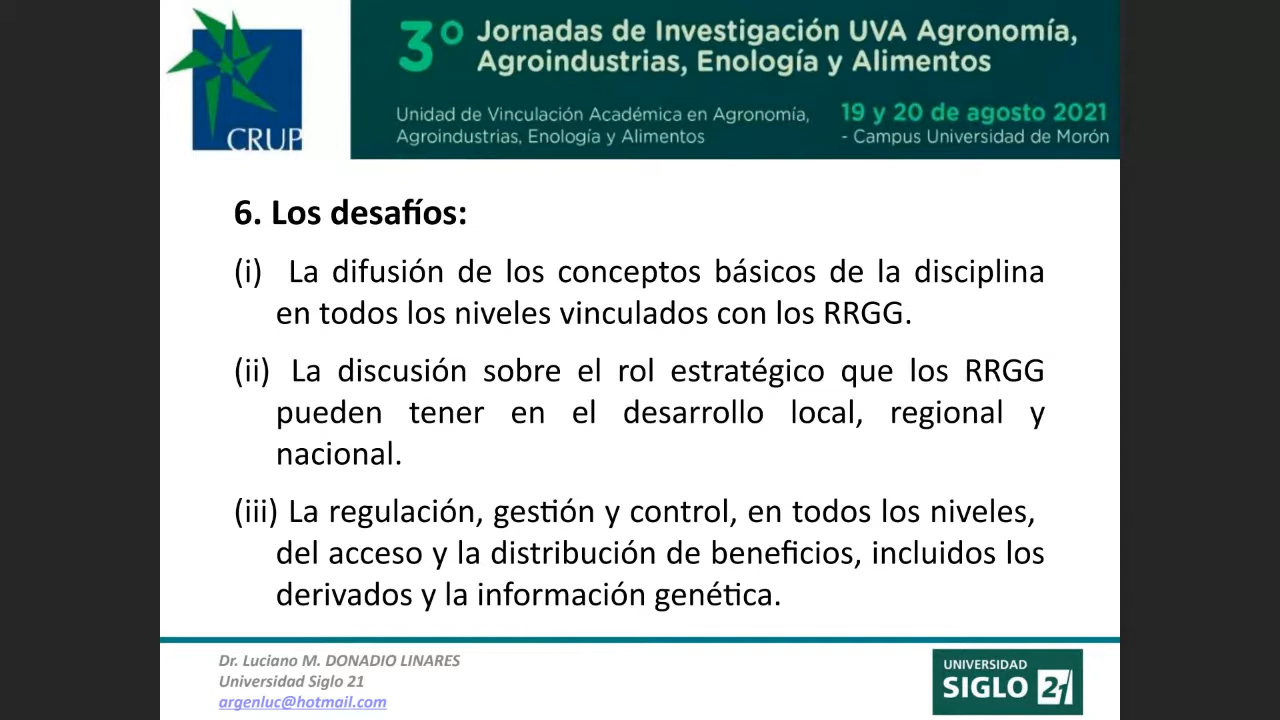 CRUP
3º Jornadas de Investigación UVA Agronomía,
Agroindustrias, Enología y Alimentos
Unidad de Vinculación Académica en Agronomía,
Agroindustrias, Enología y Alimentos
19 y 20 de agosto 2021
- Campus Universidad de Morón
6. Los desafíos:
(i) La difusión de los conceptos básicos de la disciplina
en todos los niveles vinculados con los RRGG.
(ii) La discusión sobre el rol estratégico que los RRGG
pueden tener en el desarrollo local, regional y
nacional.
(iii) La regulación, gestión y control, en todos los niveles,
del acceso y la distribución de beneficios, incluidos los
derivados y la información genética.
Dr. Luciano M. DONADIO LINARES
Universidad Siglo 21
argenluc@hotmail.com
UNIVERSIDAD
SIGLO 21